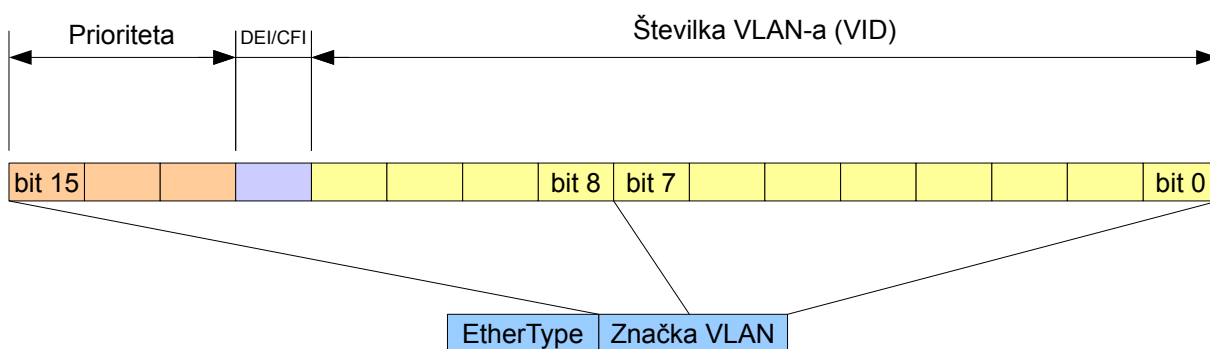 Prioriteta
DEI/CFI
Številka VLAN-a (VID)
bit 15
bit 8
bit 7
bit 0
EtherType
Značka VLAN